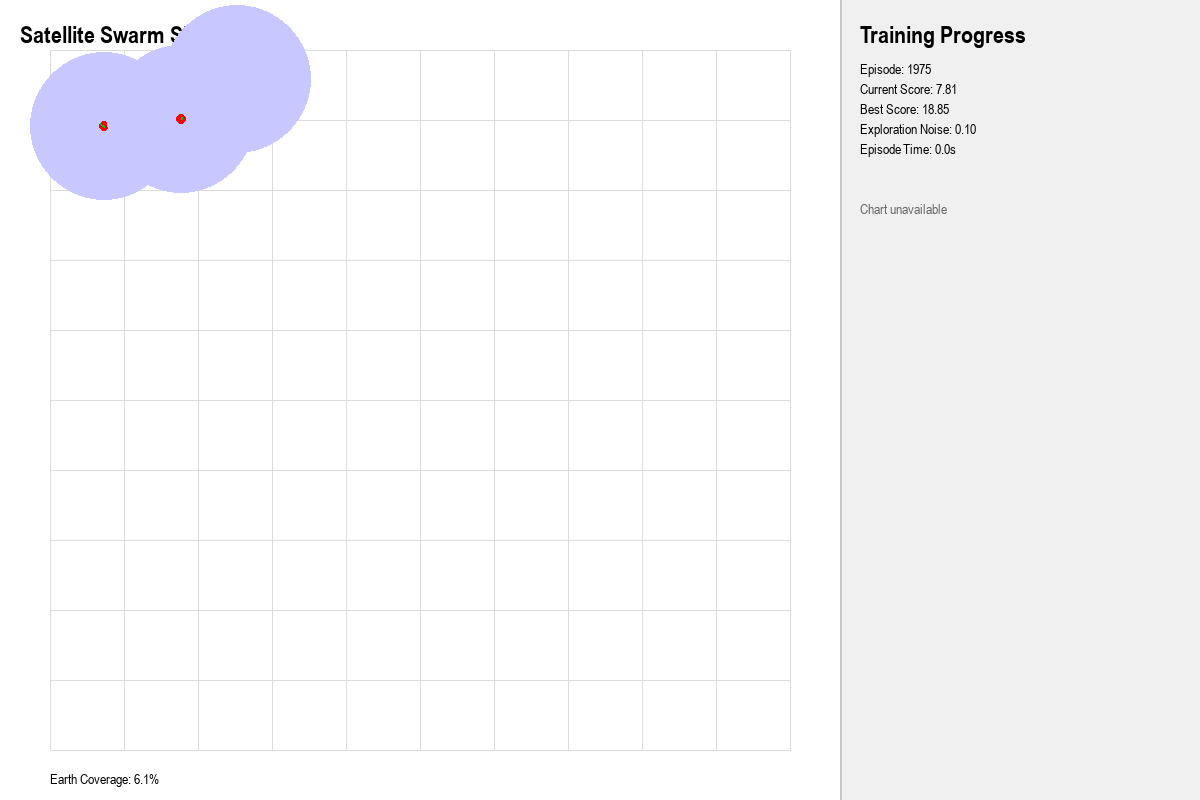 Satellite Swarm
Training Progress
Episode: 1975
Current Score: 7.81
Best Score: 18.85
Exploration Noise: 0.10
Episode Time: 0.0s
Chart unavailable
Earth Coverage: 6.1%